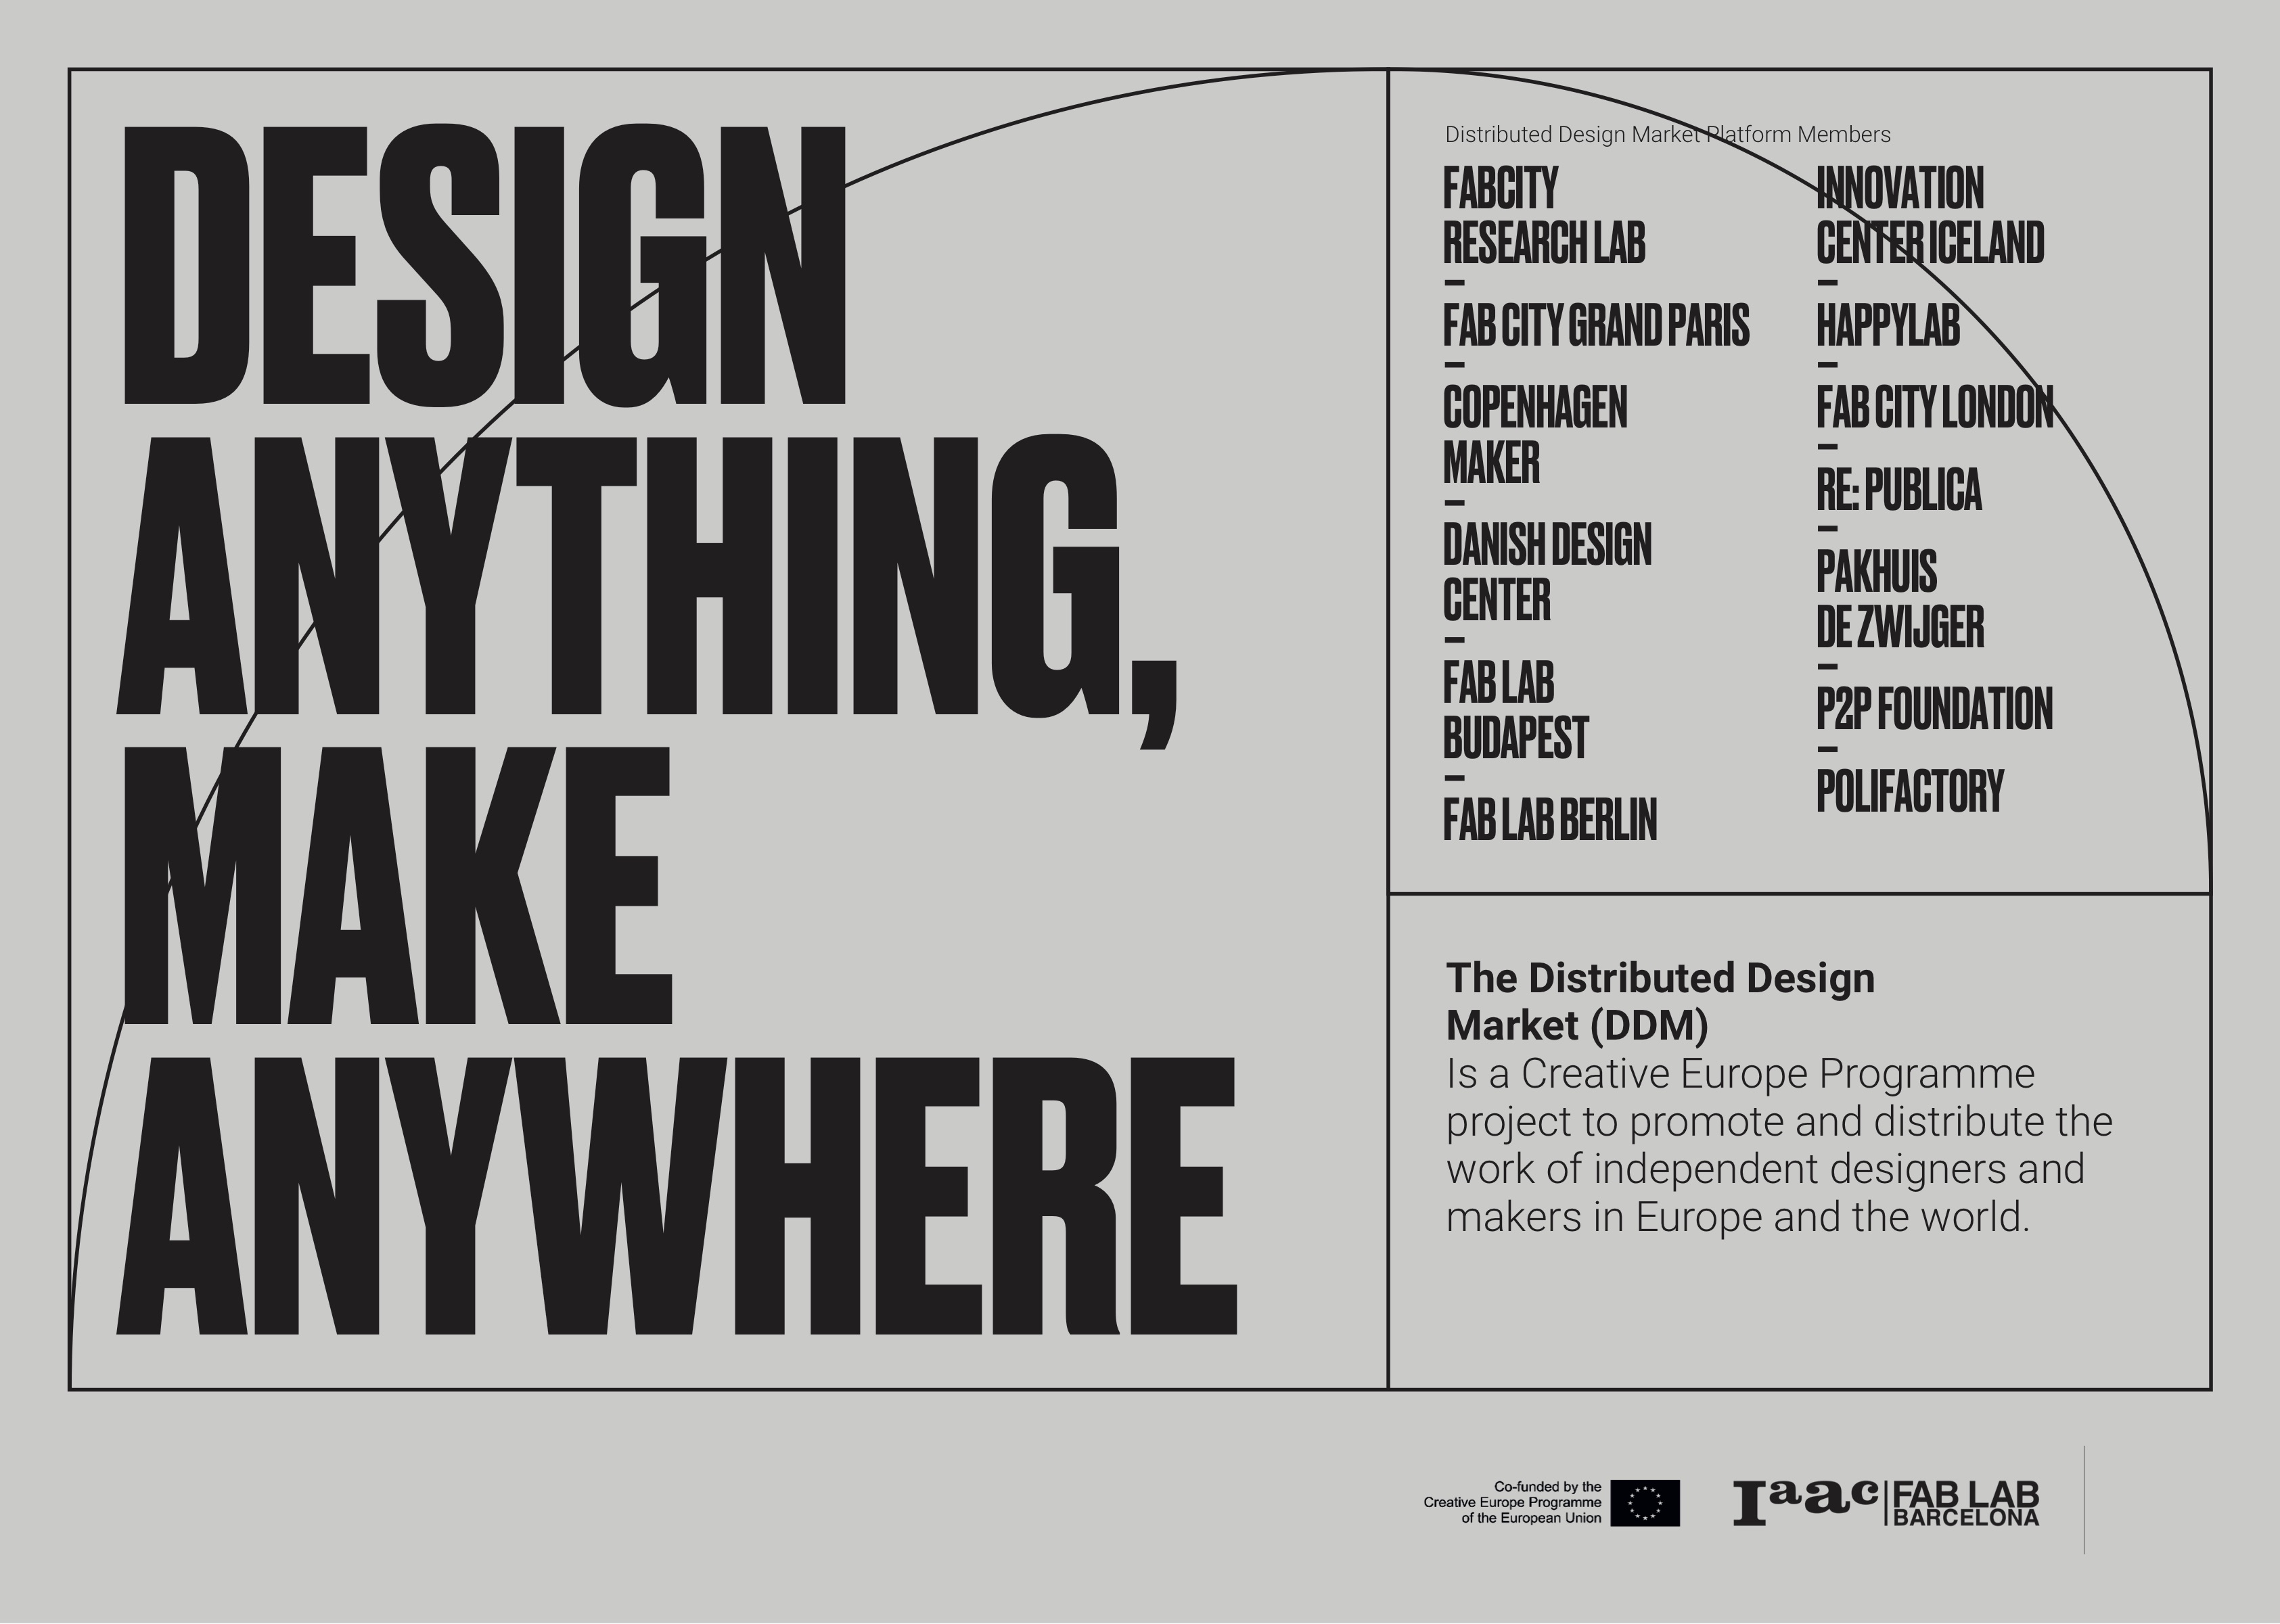 DESIGN
ANYTHING,
MAKE
ANYWHERE
Distributed Design Market Platform Members
FABCITY
RESEARCH LAB
–
FAB CITY GRAND PARIS
–
COPENHAGEN
MAKER
–
DANISH DESIGN
CENTER
–
FAB LAB
BUDAPEST
–
FAB LAB BERLIN
INNOVATION
CENTER ICELAND
–
HAPPYLAB
–
FAB CITY LONDON
–
RE: PUBLICA
–
PAKHUIS
DE ZWIJGER
–
P2P FOUNDATION
–
POLIFACTORY
The Distributed Design
Market (DDM)
Is a Creative Europe Programme
project to promote and distribute the
work of independent designers and
makers in Europe and the world.
Co-funded by the
Creative Europe Programme
of the European Union
Iaac
FAB LAB
BARCELONA